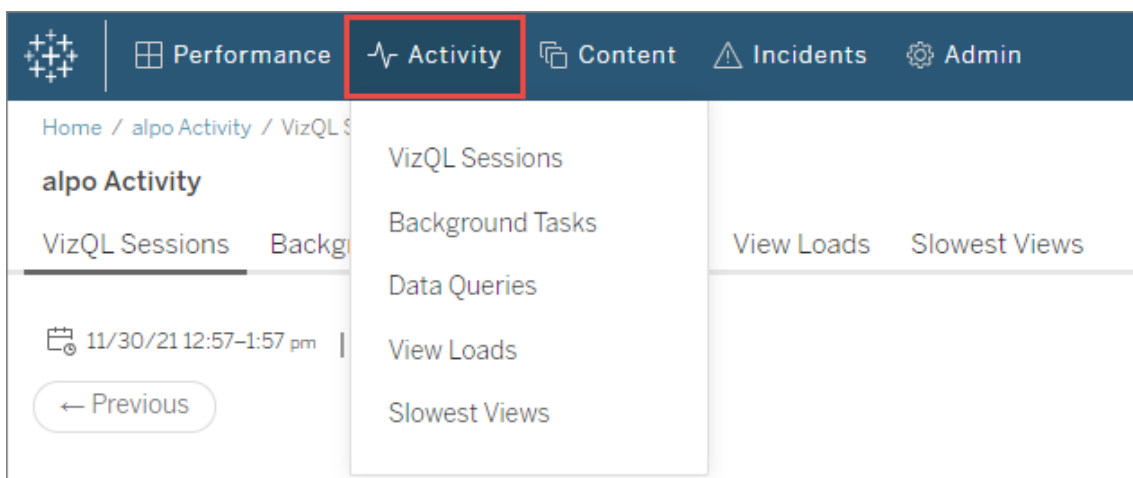 Performance Activity Content Incidents Admin
Home / alpo Activity / VizQL S
alpo Activity
VizQL Sessions Backg View Loads Slowest Views
11/30/21 12:57–1:57 pm |
← Previous
VizQL Sessions
Background Tasks
Data Queries
View Loads
Slowest Views